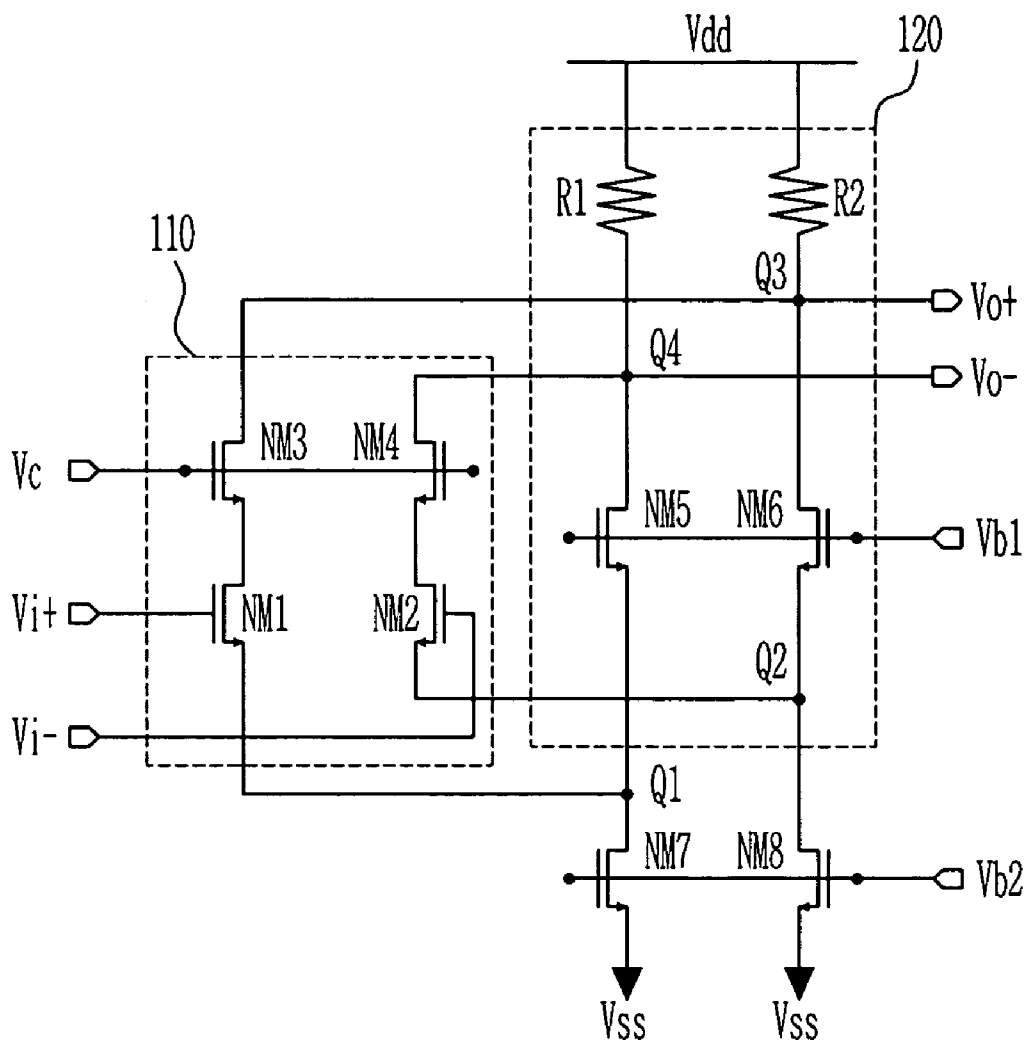 Vdd
120
R1
R2
110
Q3
Vo+
Q4
Vo-
Vc
NM3
NM4
NM5
NM6
Vb1
Vi+
NM1
NM2
Q2
Vi-
Q1
NM7
NM8
Vb2
Vss
Vss